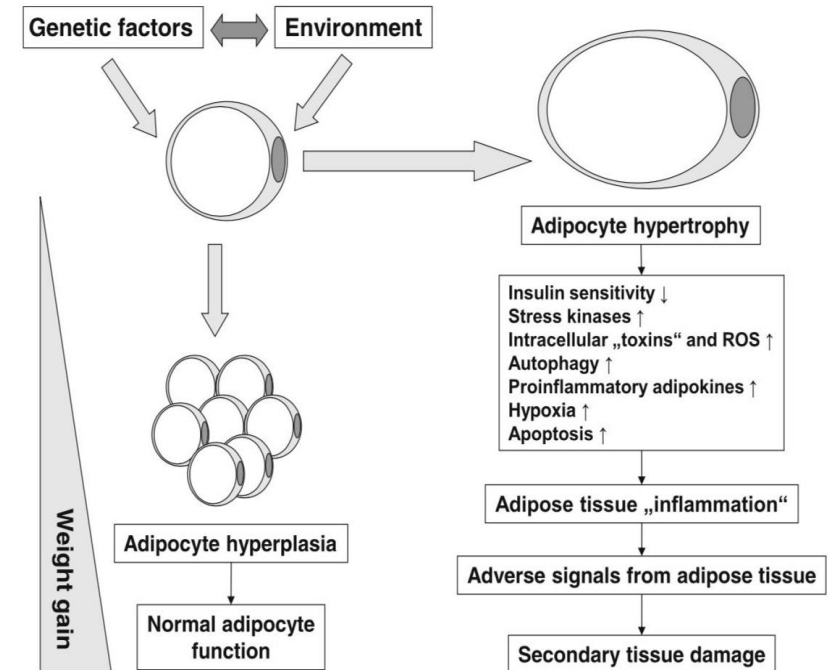 Genetic factors
Environment
Adipocyte hypertrophy
Insulin sensitivity ↓
Stress kinases ↑
Intracellular „toxins“ and ROS ↑
Autophagy ↑
Proinflammatory adipokines ↑
Hypoxia ↑
Apoptosis ↑
Adipose tissue „inflammation“
Adverse signals from adipose tissue
Secondary tissue damage
Adipocyte hyperplasia
Normal adipocyte
function
Weight gain